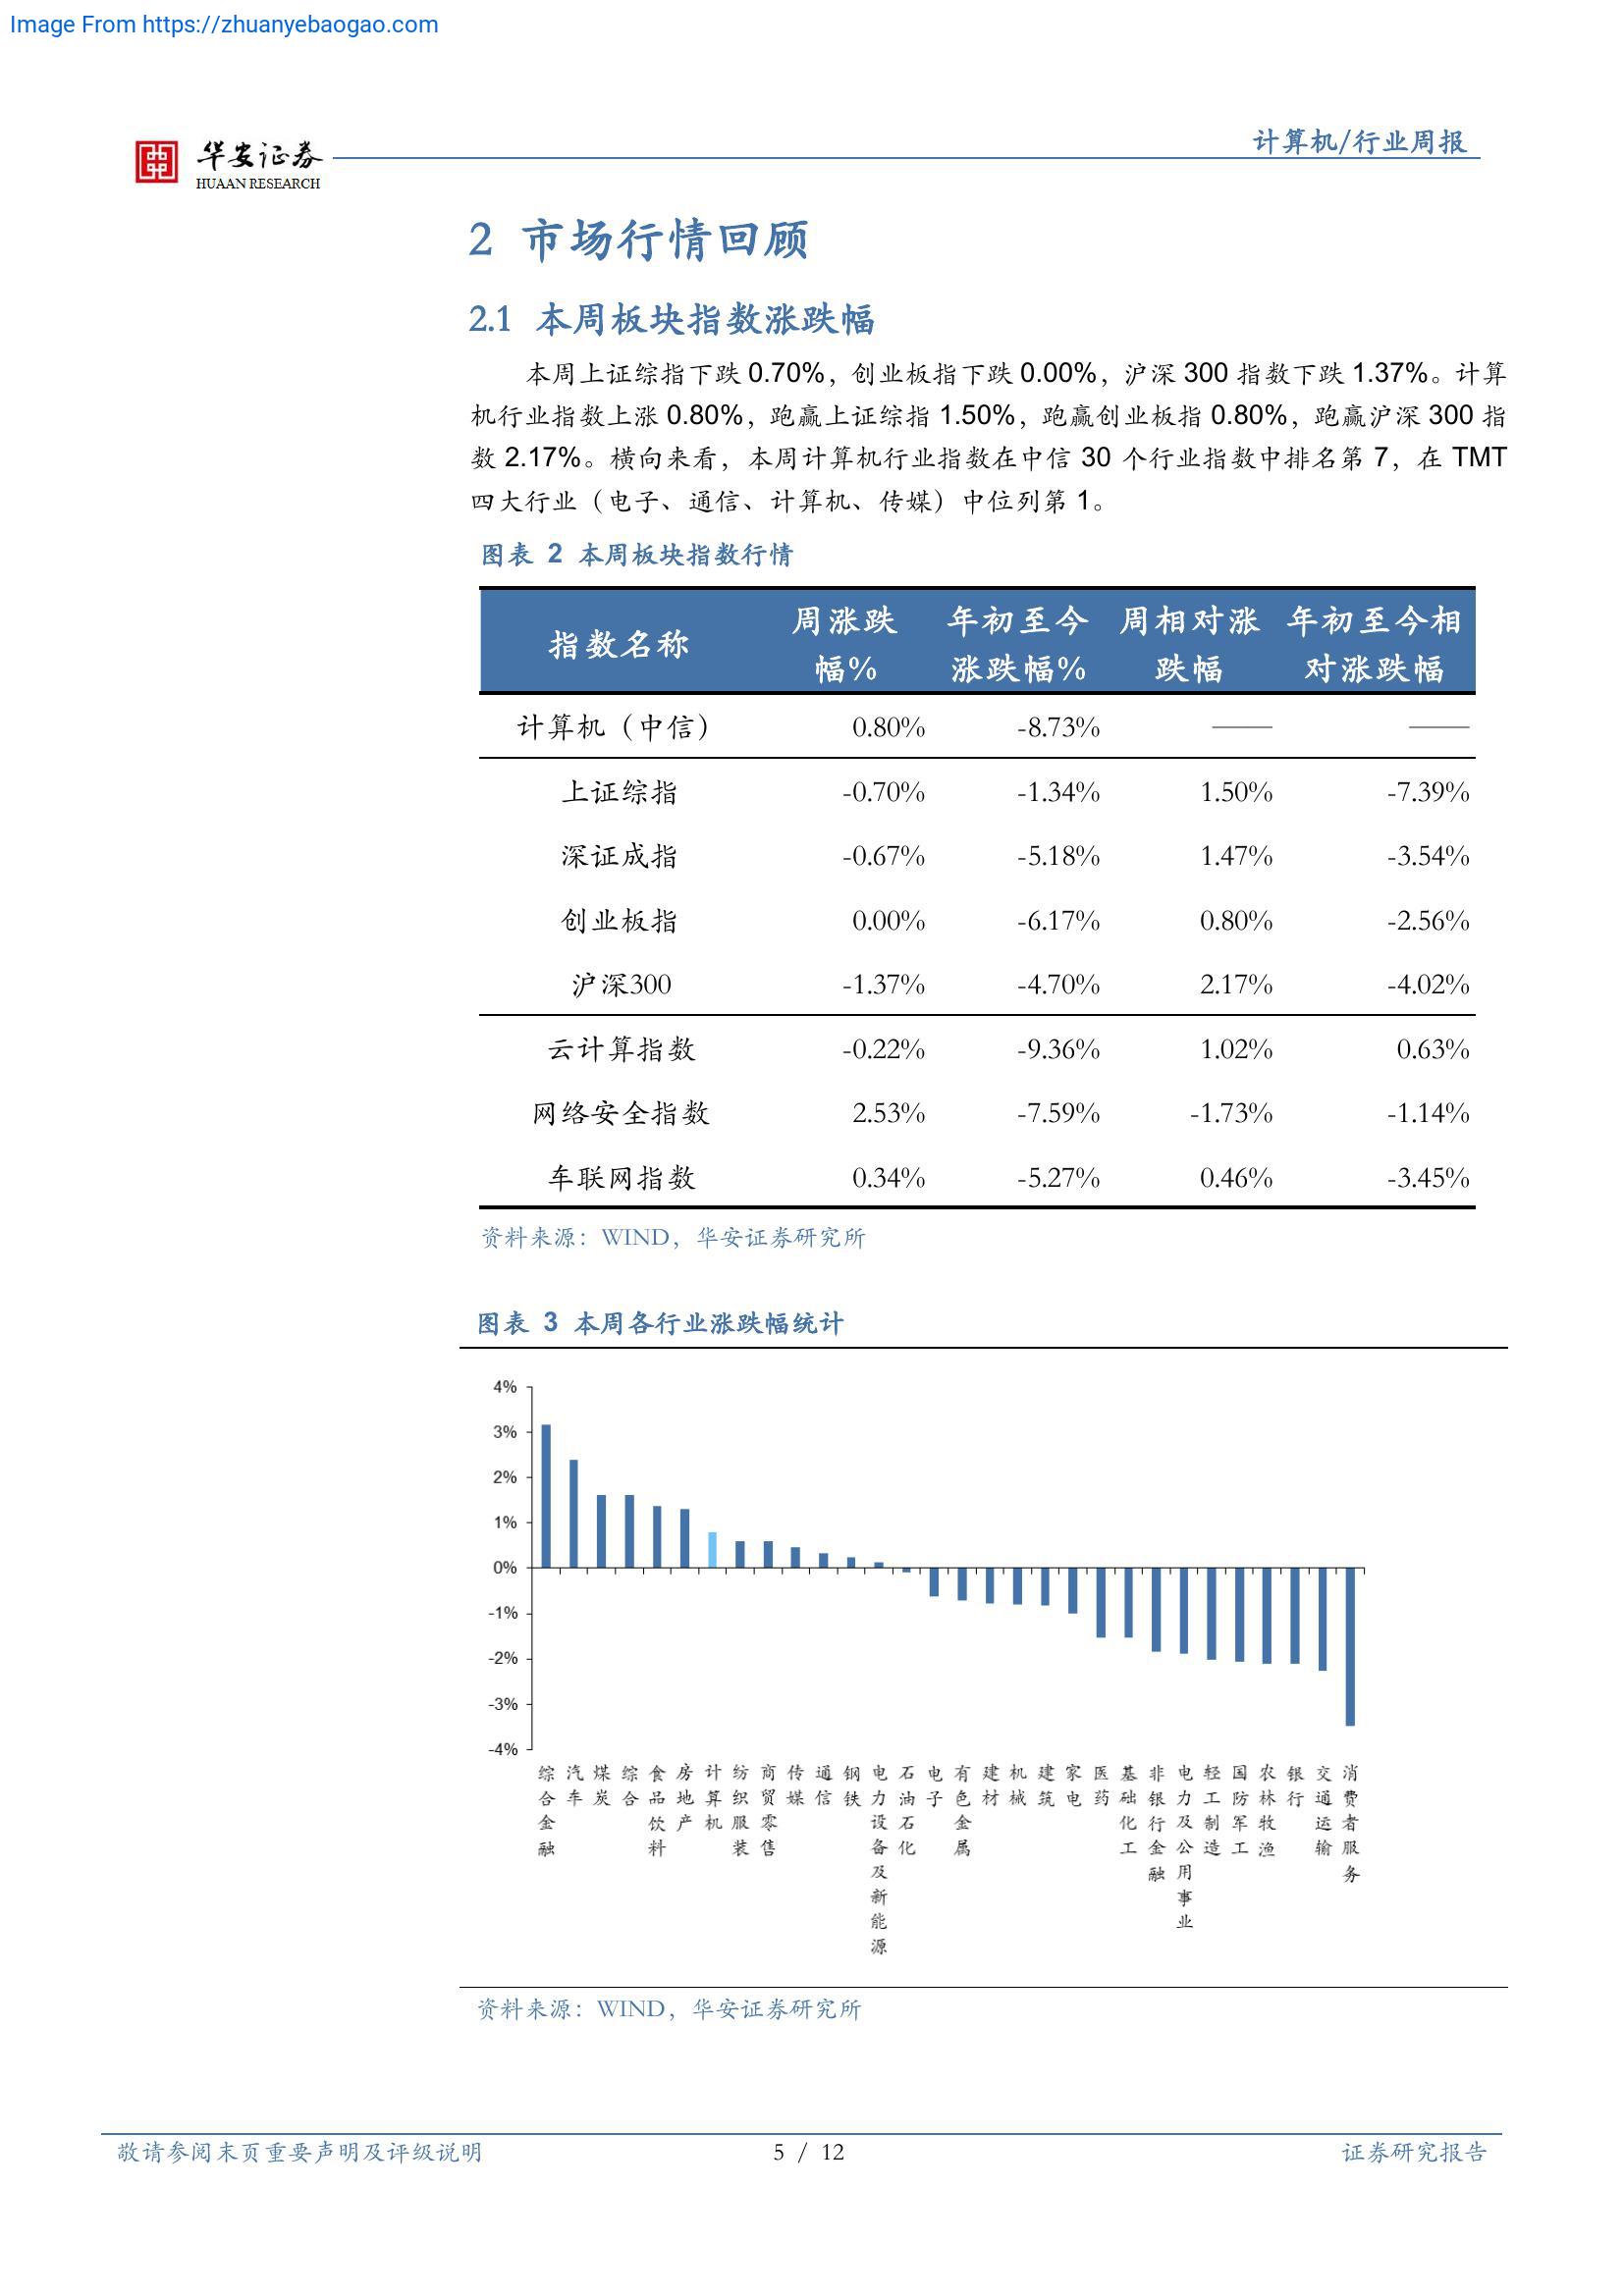 Image From https://zhuanyebaogao.com
华安证券
HUAAN RESEARCH
计算机/行业周报
2 市场行情回顾
2.1 本周板块指数涨跌幅
本周上证综指下跌 0.70%，创业板指下跌 0.00%，沪深 300 指数下跌 1.37%。计算
机行业指数上涨 0.80%，跑赢上证综指 1.50%，跑赢创业板指 0.80%，跑赢沪深 300 指
数 2.17%。横向来看，本周计算机行业指数在中信 30 个行业指数中排名第 7，在 TMT
四大行业（电子、通信、计算机、传媒）中位列第 1。
图表 2 本周板块指数行情
指数名称 周涨跌幅% 年初至今涨跌幅% 周相对涨跌幅 年初至今相对涨跌幅
计算机（中信） 0.80% -8.73% —— ——
上证综指 -0.70% -1.34% 1.50% -7.39%
深证成指 -0.67% -5.18% 1.47% -3.54%
创业板指 0.00% -6.17% 0.80% -2.56%
沪深300 -1.37% -4.70% 2.17% -4.02%
云计算指数 -0.22% -9.36% 1.02% 0.63%
网络安全指数 2.53% -7.59% -1.73% -1.14%
车联网指数 0.34% -5.27% 0.46% -3.45%
资料来源：WIND，华安证券研究所
图表 3 本周各行业涨跌幅统计
4%
3%
2%
1%
0%
-1%
-2%
-3%
-4%
综合金融
汽车
煤炭
综合
食品饮料
房地产
计算机
纺织服装
商贸零售
传媒
通信
钢铁
电力设备及新能源
石油石化
电子
有色金属
建材
机械
建筑
家电
医药
基础化工
非银行金融
电力及公用事业
轻工制造
国防军工
农林牧渔
银行
交通运输
消费者服务
资料来源：WIND，华安证券研究所
敬请参阅末页重要声明及评级说明
5 / 12
证券研究报告